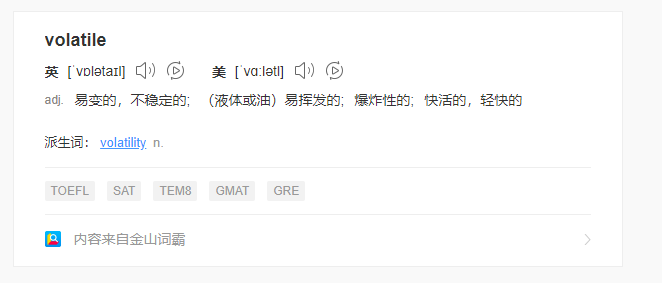 volatile
英 [ˈvɒlətaɪl] 美 [ˈvɑːlətl]
adj. 易变的，不稳定的; （液体或油）易挥发的; 爆炸性的; 快活的，轻快的
派生词： volatility n.
TOEFL SAT TEM8 GMAT GRE
内容来自金山词霸